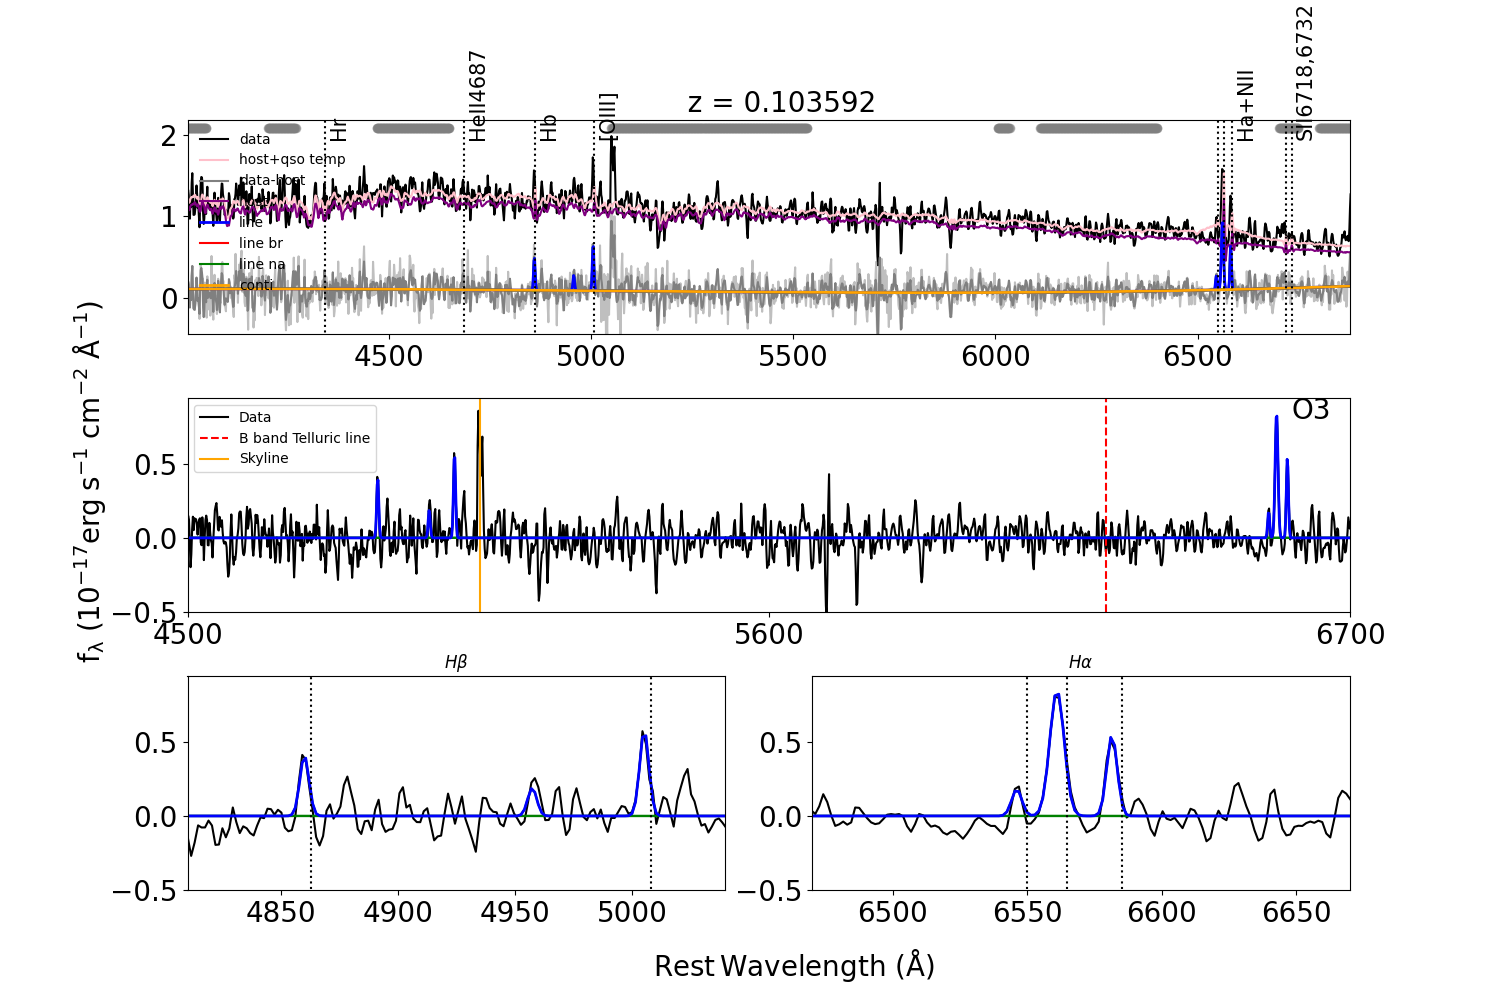 z = 0.103592
Hr
HeII4687
Hb
[OIII]
Ha+NII
SII6718,6732
data
host+qso temp
data-host
line
line br
line na
conti
2
1
0
4500 5000 5500 6000 6500
f_λ (10^−17 erg s^−1 cm^−2 Å^−1)
Data
B band Telluric line
Skyline
O3
0.5
0.0
−0.5
4500 5600 6700
Hβ
0.5
0.0
−0.5
4850 4900 4950 5000
Hα
0.5
0.0
−0.5
6500 6550 6600 6650
Rest Wavelength (Å)